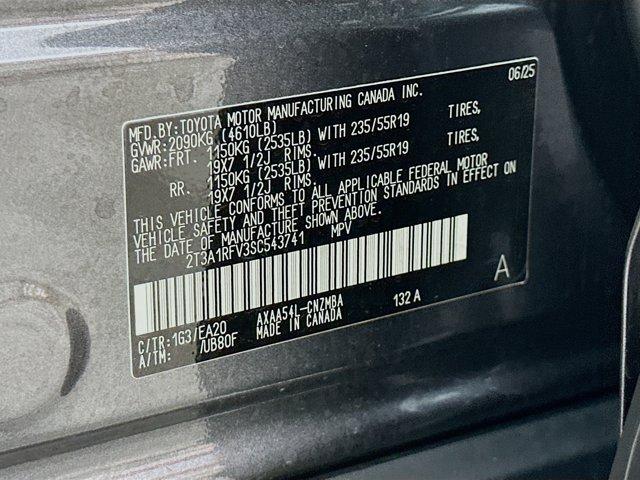 06/25
MFD.BY:TOYOTA MOTOR MANUFACTURING CANADA INC.
GVWR:2090KG (4610LB)
GAWR:FRT. 1150KG (2535LB) WITH 235/55R19 TIRES,
19X7 1/2J RIMS.
RR. 1150KG (2535LB) WITH 235/55R19 TIRES,
19X7 1/2J RIMS.
THIS VEHICLE CONFORMS TO ALL APPLICABLE FEDERAL MOTOR
VEHICLE SAFETY AND THEFT PREVENTION STANDARDS IN EFFECT ON
THE DATE OF MANUFACTURE SHOWN ABOVE.
2T3A1RFV3SC543741 MPV
A
C/TR:1G3/EA20 AXAA54L-CNZMBA 132A
A/TM: /UB80F MADE IN CANADA